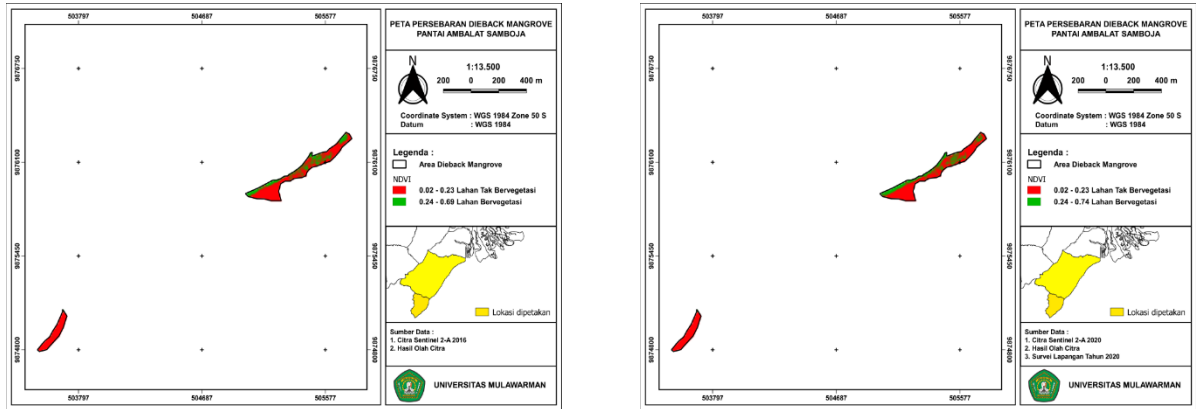 503797 504687 505577
9876750
9876100
9875450
9874800
503797 504687 505577
PETA PERSEBARAN DIEBACK MANGROVE
PANTAI AMBALAT SAMBOJA
N
1:13.500
200 0 200 400 m
Coordinate System : WGS 1984 Zone 50 S
Datum : WGS 1984
Legenda :
Area Dieback Mangrove
NDVI
0.02 - 0.23 Lahan Tak Bervegetasi
0.24 - 0.69 Lahan Bervegetasi
Lokasi dipetakan
Sumber Data :
1. Citra Sentinel 2-A 2016
2. Hasil Olah Citra
UNIVERSITAS MULAWARMAN
503797 504687 505577
9876750
9876100
9875450
9874800
503797 504687 505577
PETA PERSEBARAN DIEBACK MANGROVE
PANTAI AMBALAT SAMBOJA
N
1:13.500
200 0 200 400 m
Coordinate System : WGS 1984 Zone 50 S
Datum : WGS 1984
Legenda :
Area Dieback Mangrove
NDVI
0.02 - 0.23 Lahan Tak Bervegetasi
0.24 - 0.74 Lahan Bervegetasi
Lokasi dipetakan
Sumber Data :
1. Citra Sentinel 2-A 2020
2. Hasil Olah Citra
3. Survei Lapangan Tahun 2020
UNIVERSITAS MULAWARMAN